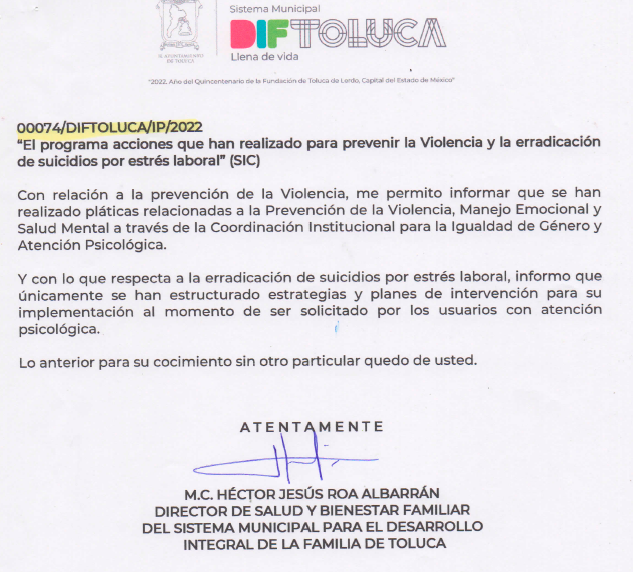 Sistema Municipal
DIFTOLUCA
Llena de vida
H. AYUNTAMIENTO
DE TOLUCA
"2022. Año del Quincentenario de la Fundación de Toluca de Lerdo, Capital del Estado de México"
00074/DIFTOLUCA/IP/2022
"El programa acciones que han realizado para prevenir la Violencia y la erradicación
de suicidios por estrés laboral" (SIC)
Con relación a la prevención de la Violencia, me permito informar que se han
realizado pláticas relacionadas a la Prevención de la Violencia, Manejo Emocional y
Salud Mental a través de la Coordinación Institucional para la Igualdad de Género y
Atención Psicológica.
Y con lo que respecta a la erradicación de suicidios por estrés laboral, informo que
únicamente se han estructurado estrategias y planes de intervención para su
implementación al momento de ser solicitado por los usuarios con atención
psicológica.
Lo anterior para su cocimiento sin otro particular quedo de usted.
ATENTAMENTE
M.C. HÉCTOR JESÚS ROA ALBARRÁN
DIRECTOR DE SALUD Y BIENESTAR FAMILIAR
DEL SISTEMA MUNICIPAL PARA EL DESARROLLO
INTEGRAL DE LA FAMILIA DE TOLUCA